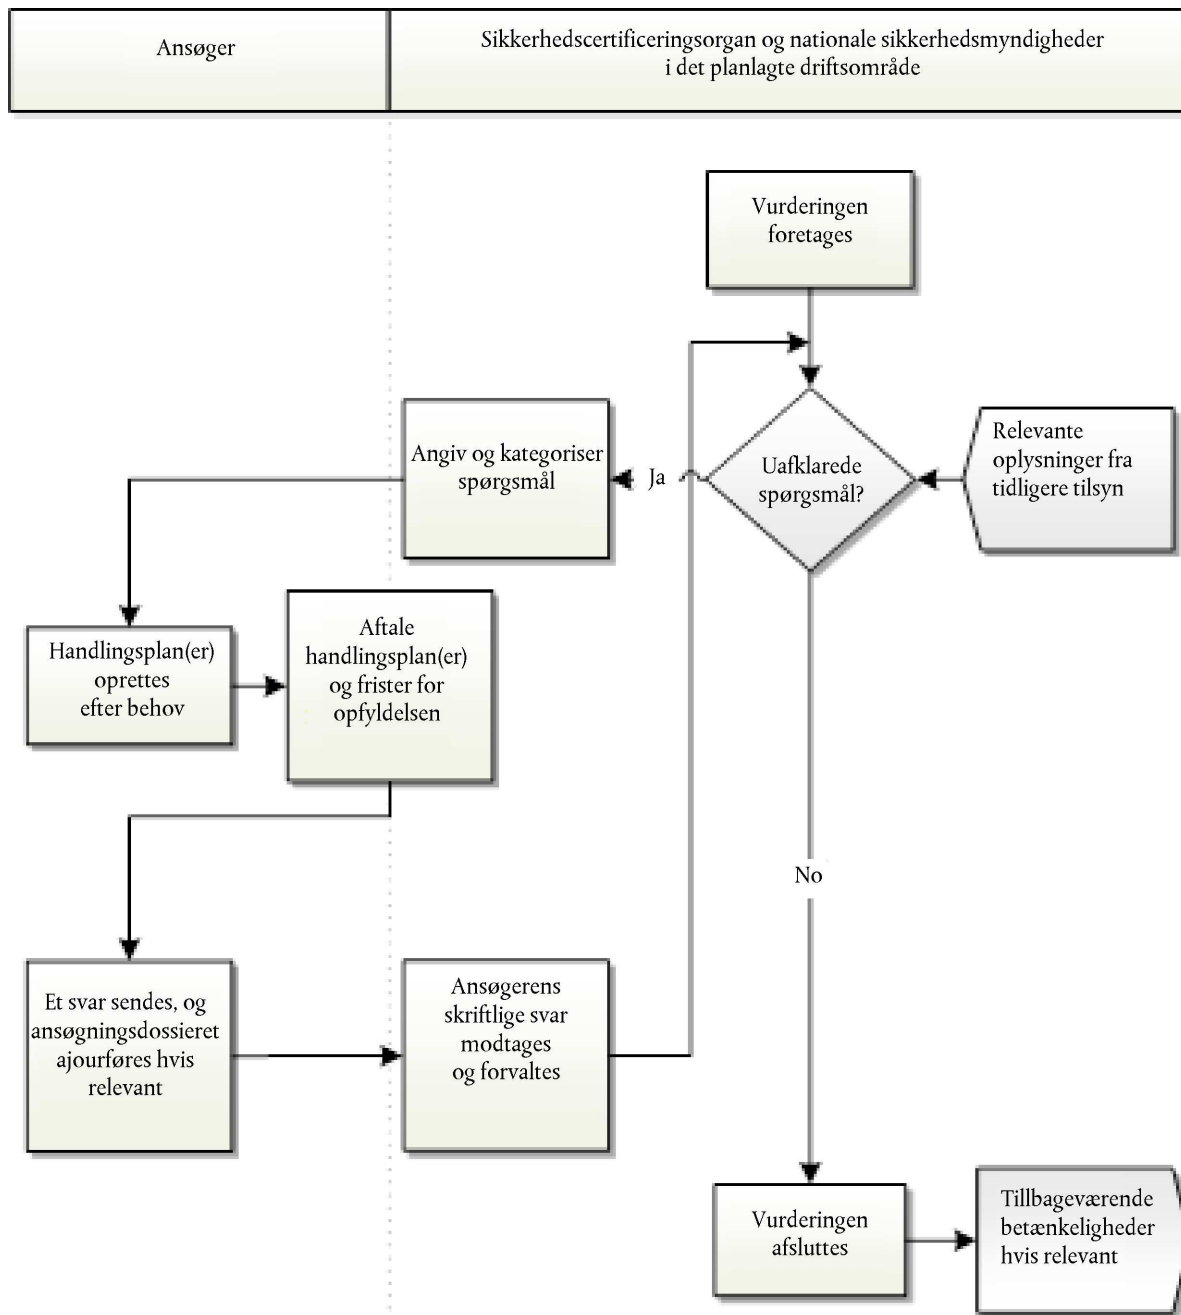 Ansøger
Sikkerhedscertificeringsorgan og nationale sikkerhedsmyndigheder
i det planlagte driftsområde
Vurderingen
foretages
Angiv og kategoriser
spørgsmål
Ja
Uafklarede
spørgsmål?
Relevante
oplysninger fra
tidligere tilsyn
Handlingsplan(er)
oprettes
efter behov
Aftale
handlingsplan(er)
og frister for
opfyldelsen
No
Et svar sendes, og
ansøgningsdossieret
ajourføres hvis
relevant
Ansøgerens
skriftlige svar
modtages
og forvaltes
Vurderingen
afsluttes
Tillbageværende
betænkeligheder
hvis relevant